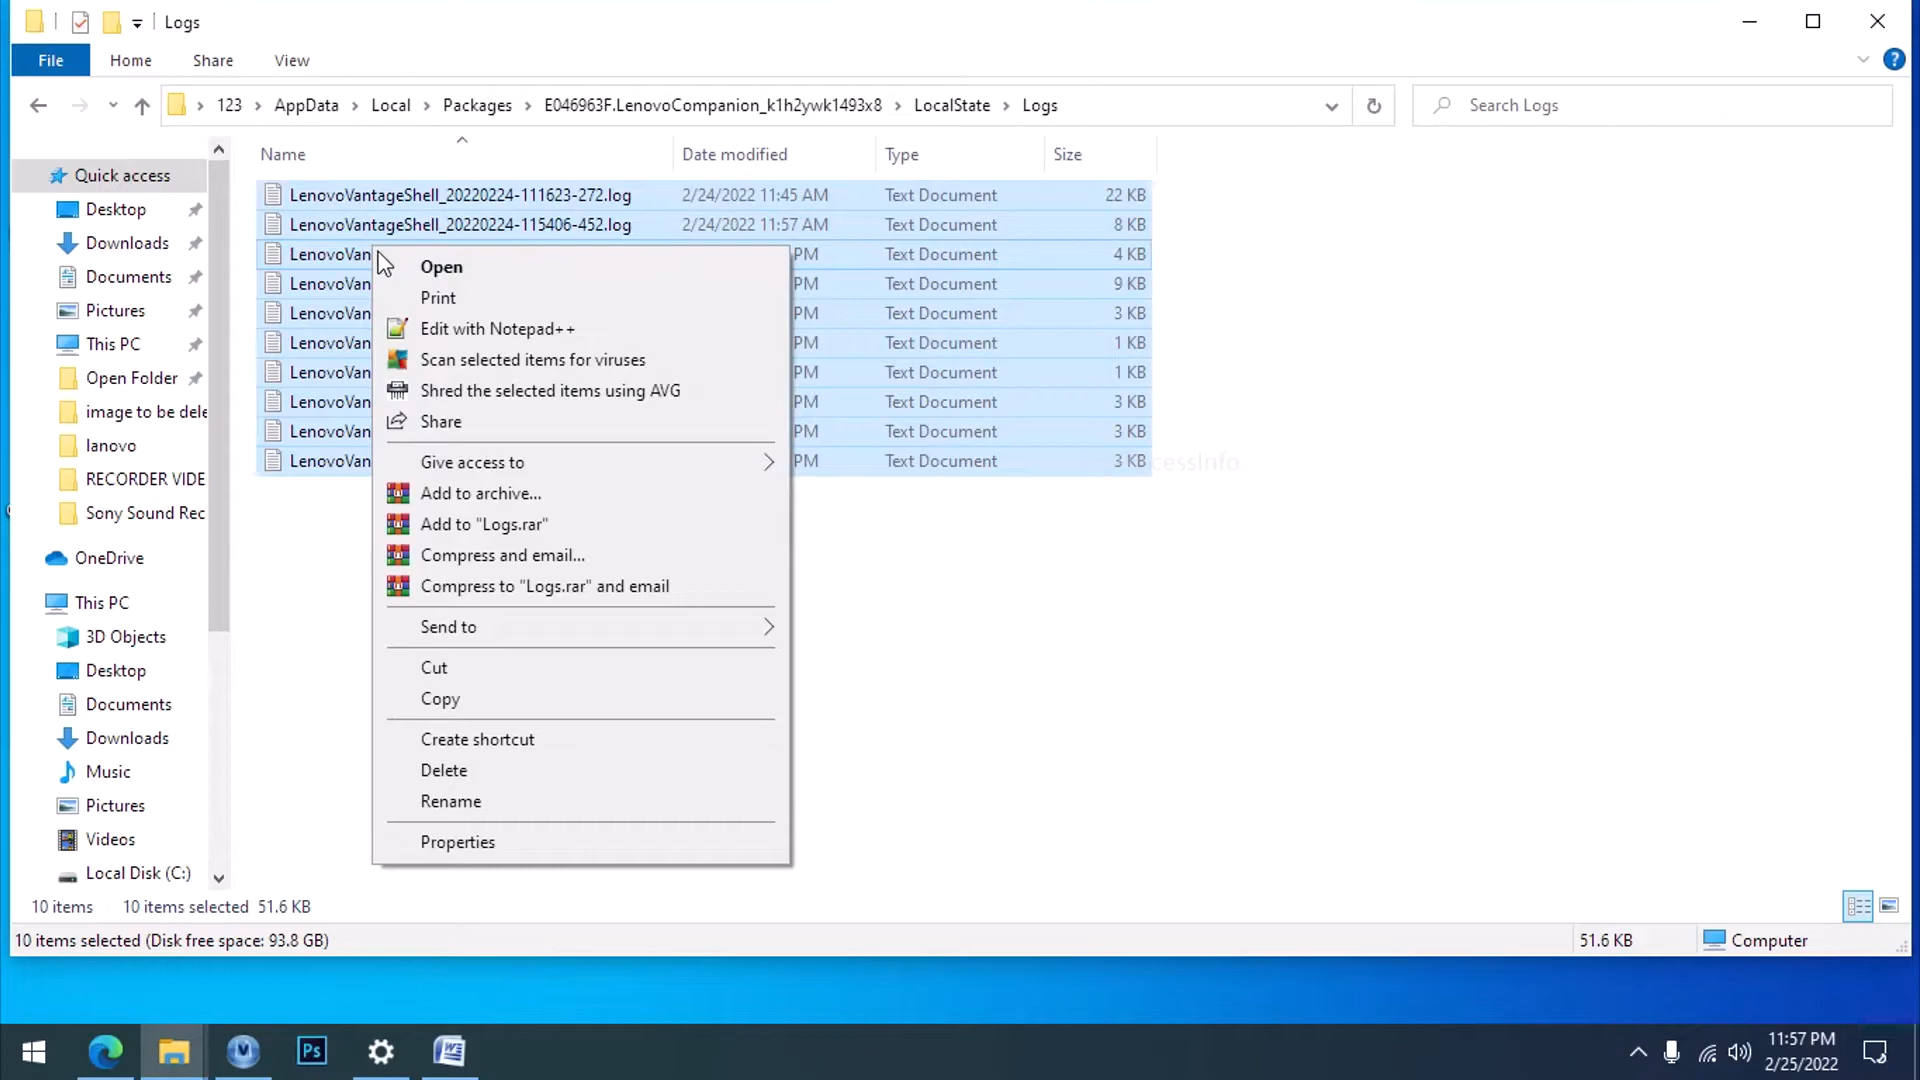 Logs
File Home Share View
123 AppData Local Packages E046963F.LenovoCompanion_k1h2ywk1493x8 LocalState Logs
Search Logs
Name Date modified Type Size
Quick access
Desktop
Downloads
Documents
Pictures
This PC
Open Folder
image to be dele
lanovo
RECORDER VIDE
Sony Sound Rec
OneDrive
This PC
3D Objects
Desktop
Documents
Downloads
Music
Pictures
Videos
Local Disk (C:)
LenovoVantageShell_20220224-111623-272.log 2/24/2022 11:45 AM Text Document 22 KB
LenovoVantageShell_20220224-115406-452.log 2/24/2022 11:57 AM Text Document 8 KB
LenovoVan PM Text Document 4 KB
LenovoVan PM Text Document 9 KB
LenovoVan PM Text Document 3 KB
LenovoVan PM Text Document 1 KB
LenovoVan PM Text Document 1 KB
LenovoVan PM Text Document 3 KB
LenovoVan PM Text Document 3 KB
LenovoVan PM Text Document 3 KB
cessInfo
Open
Print
Edit with Notepad++
Scan selected items for viruses
Shred the selected items using AVG
Share
Give access to
Add to archive...
Add to "Logs.rar"
Compress and email...
Compress to "Logs.rar" and email
Send to
Cut
Copy
Create shortcut
Delete
Rename
Properties
10 items 10 items selected 51.6 KB
10 items selected (Disk free space: 93.8 GB) 51.6 KB Computer
Ps
11:57 PM
2/25/2022